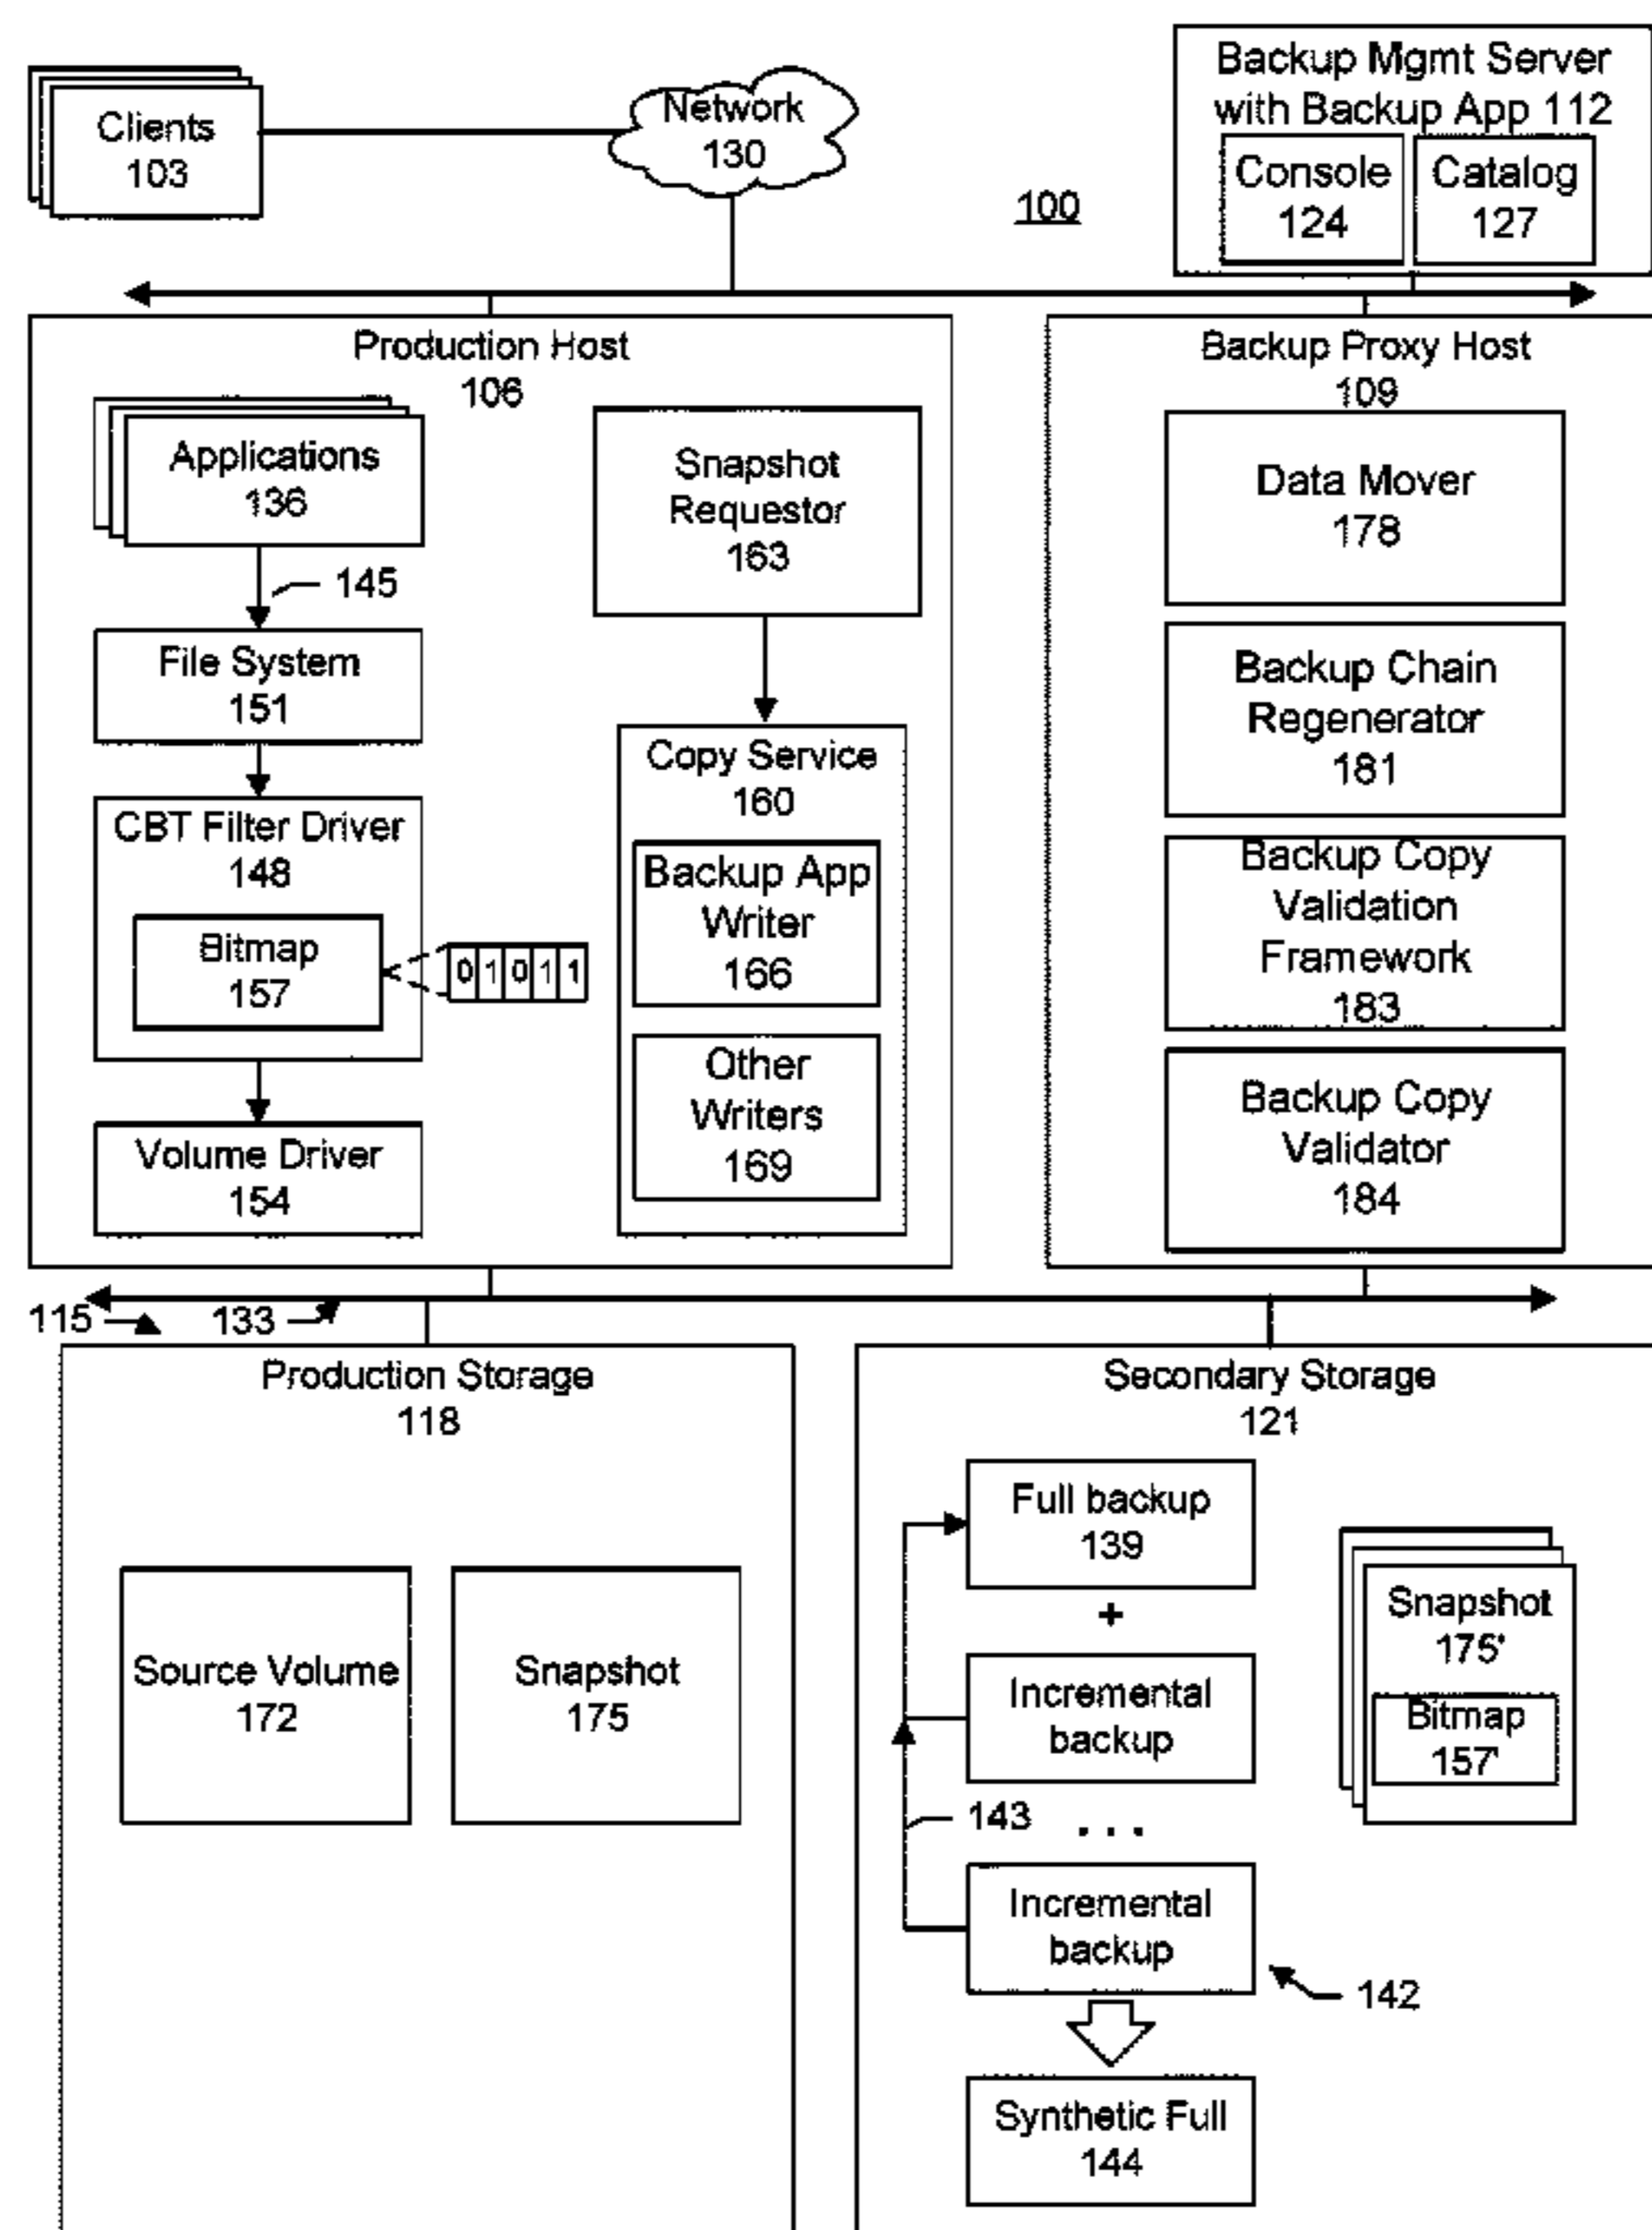 Clients
103
Network
130
100
Backup Mgmt Server
with Backup App 112
Console
124
Catalog
127
Production Host
106
Applications
136
145
File System
151
CBT Filter Driver
148
Bitmap
157
0 1 0 1 1
Volume Driver
154
Snapshot
Requestor
163
Copy Service
160
Backup App
Writer
166
Other
Writers
169
Backup Proxy Host
109
Data Mover
178
Backup Chain
Regenerator
181
Backup Copy
Validation
Framework
183
Backup Copy
Validator
184
115
133
Production Storage
118
Source Volume
172
Snapshot
175
Secondary Storage
121
Full backup
139
+
Incremental
backup
143
...
Incremental
backup
142
Synthetic Full
144
Snapshot
175'
Bitmap
157'